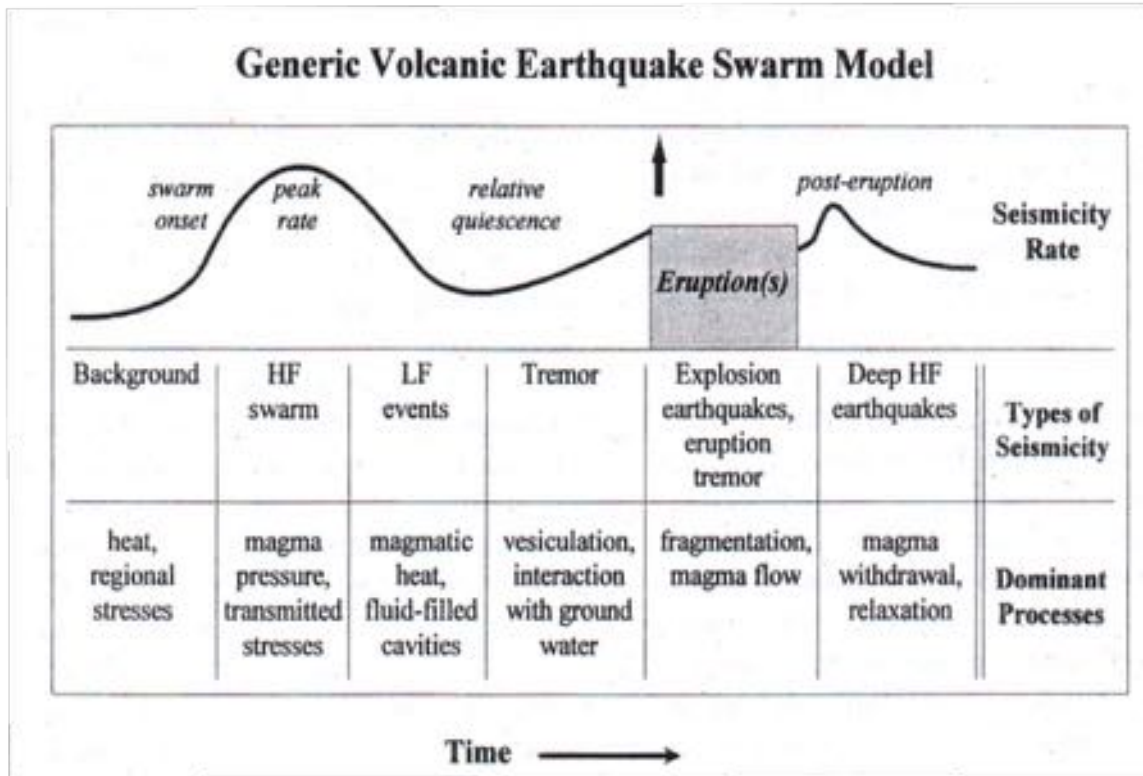 Generic Volcanic Earthquake Swarm Model
swarm
onset
peak
rate
relative
quiescence
post-eruption
Seismicity
Rate
Eruption(s)
Background
HF
swarm
LF
events
Tremor
Explosion
earthquakes,
eruption
tremor
Deep HF
earthquakes
Types of
Seismicity
heat,
regional
stresses
magma
pressure,
transmitted
stresses
magmatic
heat,
fluid-filled
cavities
vesiculation,
interaction
with ground
water
fragmentation,
magma flow
magma
withdrawal,
relaxation
Dominant
Processes
Time